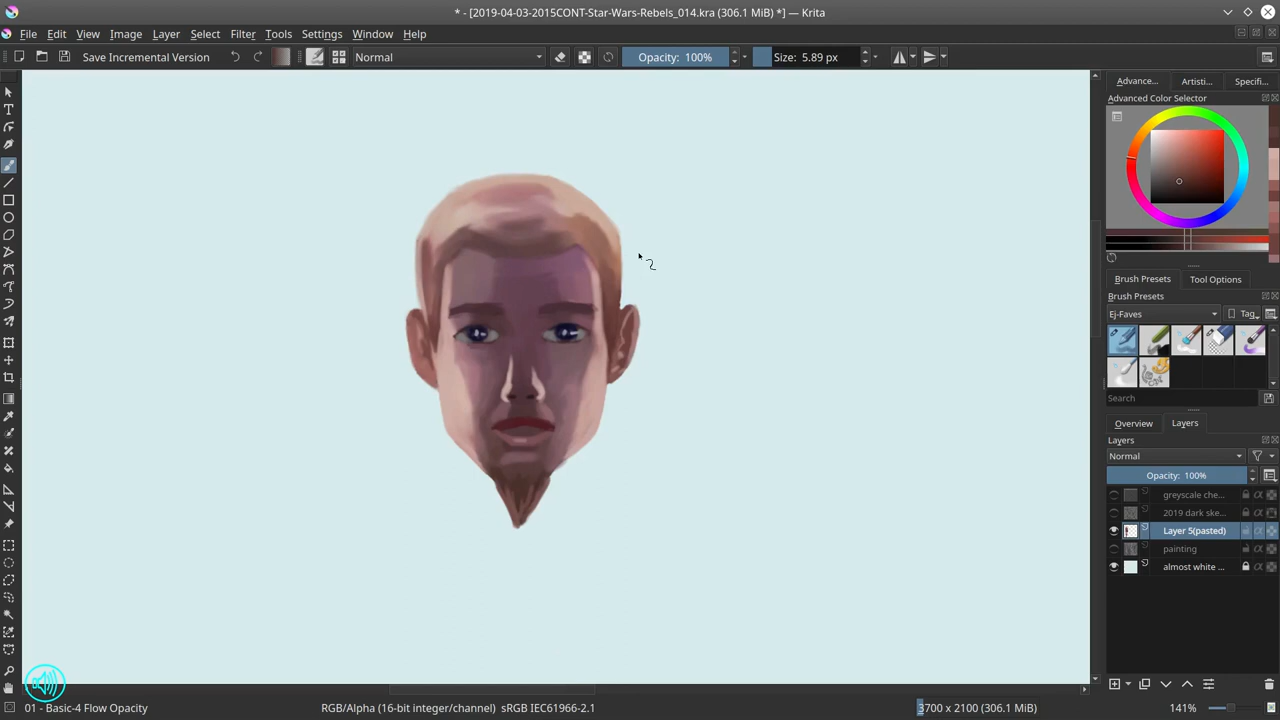 * - [2019-04-03-2015CONT-Star-Wars-Rebels_014.kra (306.1 MiB) *] — Krita
File Edit View Image Layer Select Filter Tools Settings Window Help
Save Incremental Version Normal Opacity: 100% Size: 5.89 px
Advance... Artisti... Specifi...
Advanced Color Selector
Brush Presets Tool Options
Brush Presets
Ej-Faves Tag
Search
Overview Layers
Layers
Normal
Opacity: 100%
greyscale che...
2019 dark ske...
Layer 5(pasted)
painting
almost white ...
01 - Basic-4 Flow Opacity RGB/Alpha (16-bit integer/channel) sRGB IEC61966-2.1 3700 x 2100 (306.1 MiB) 141%